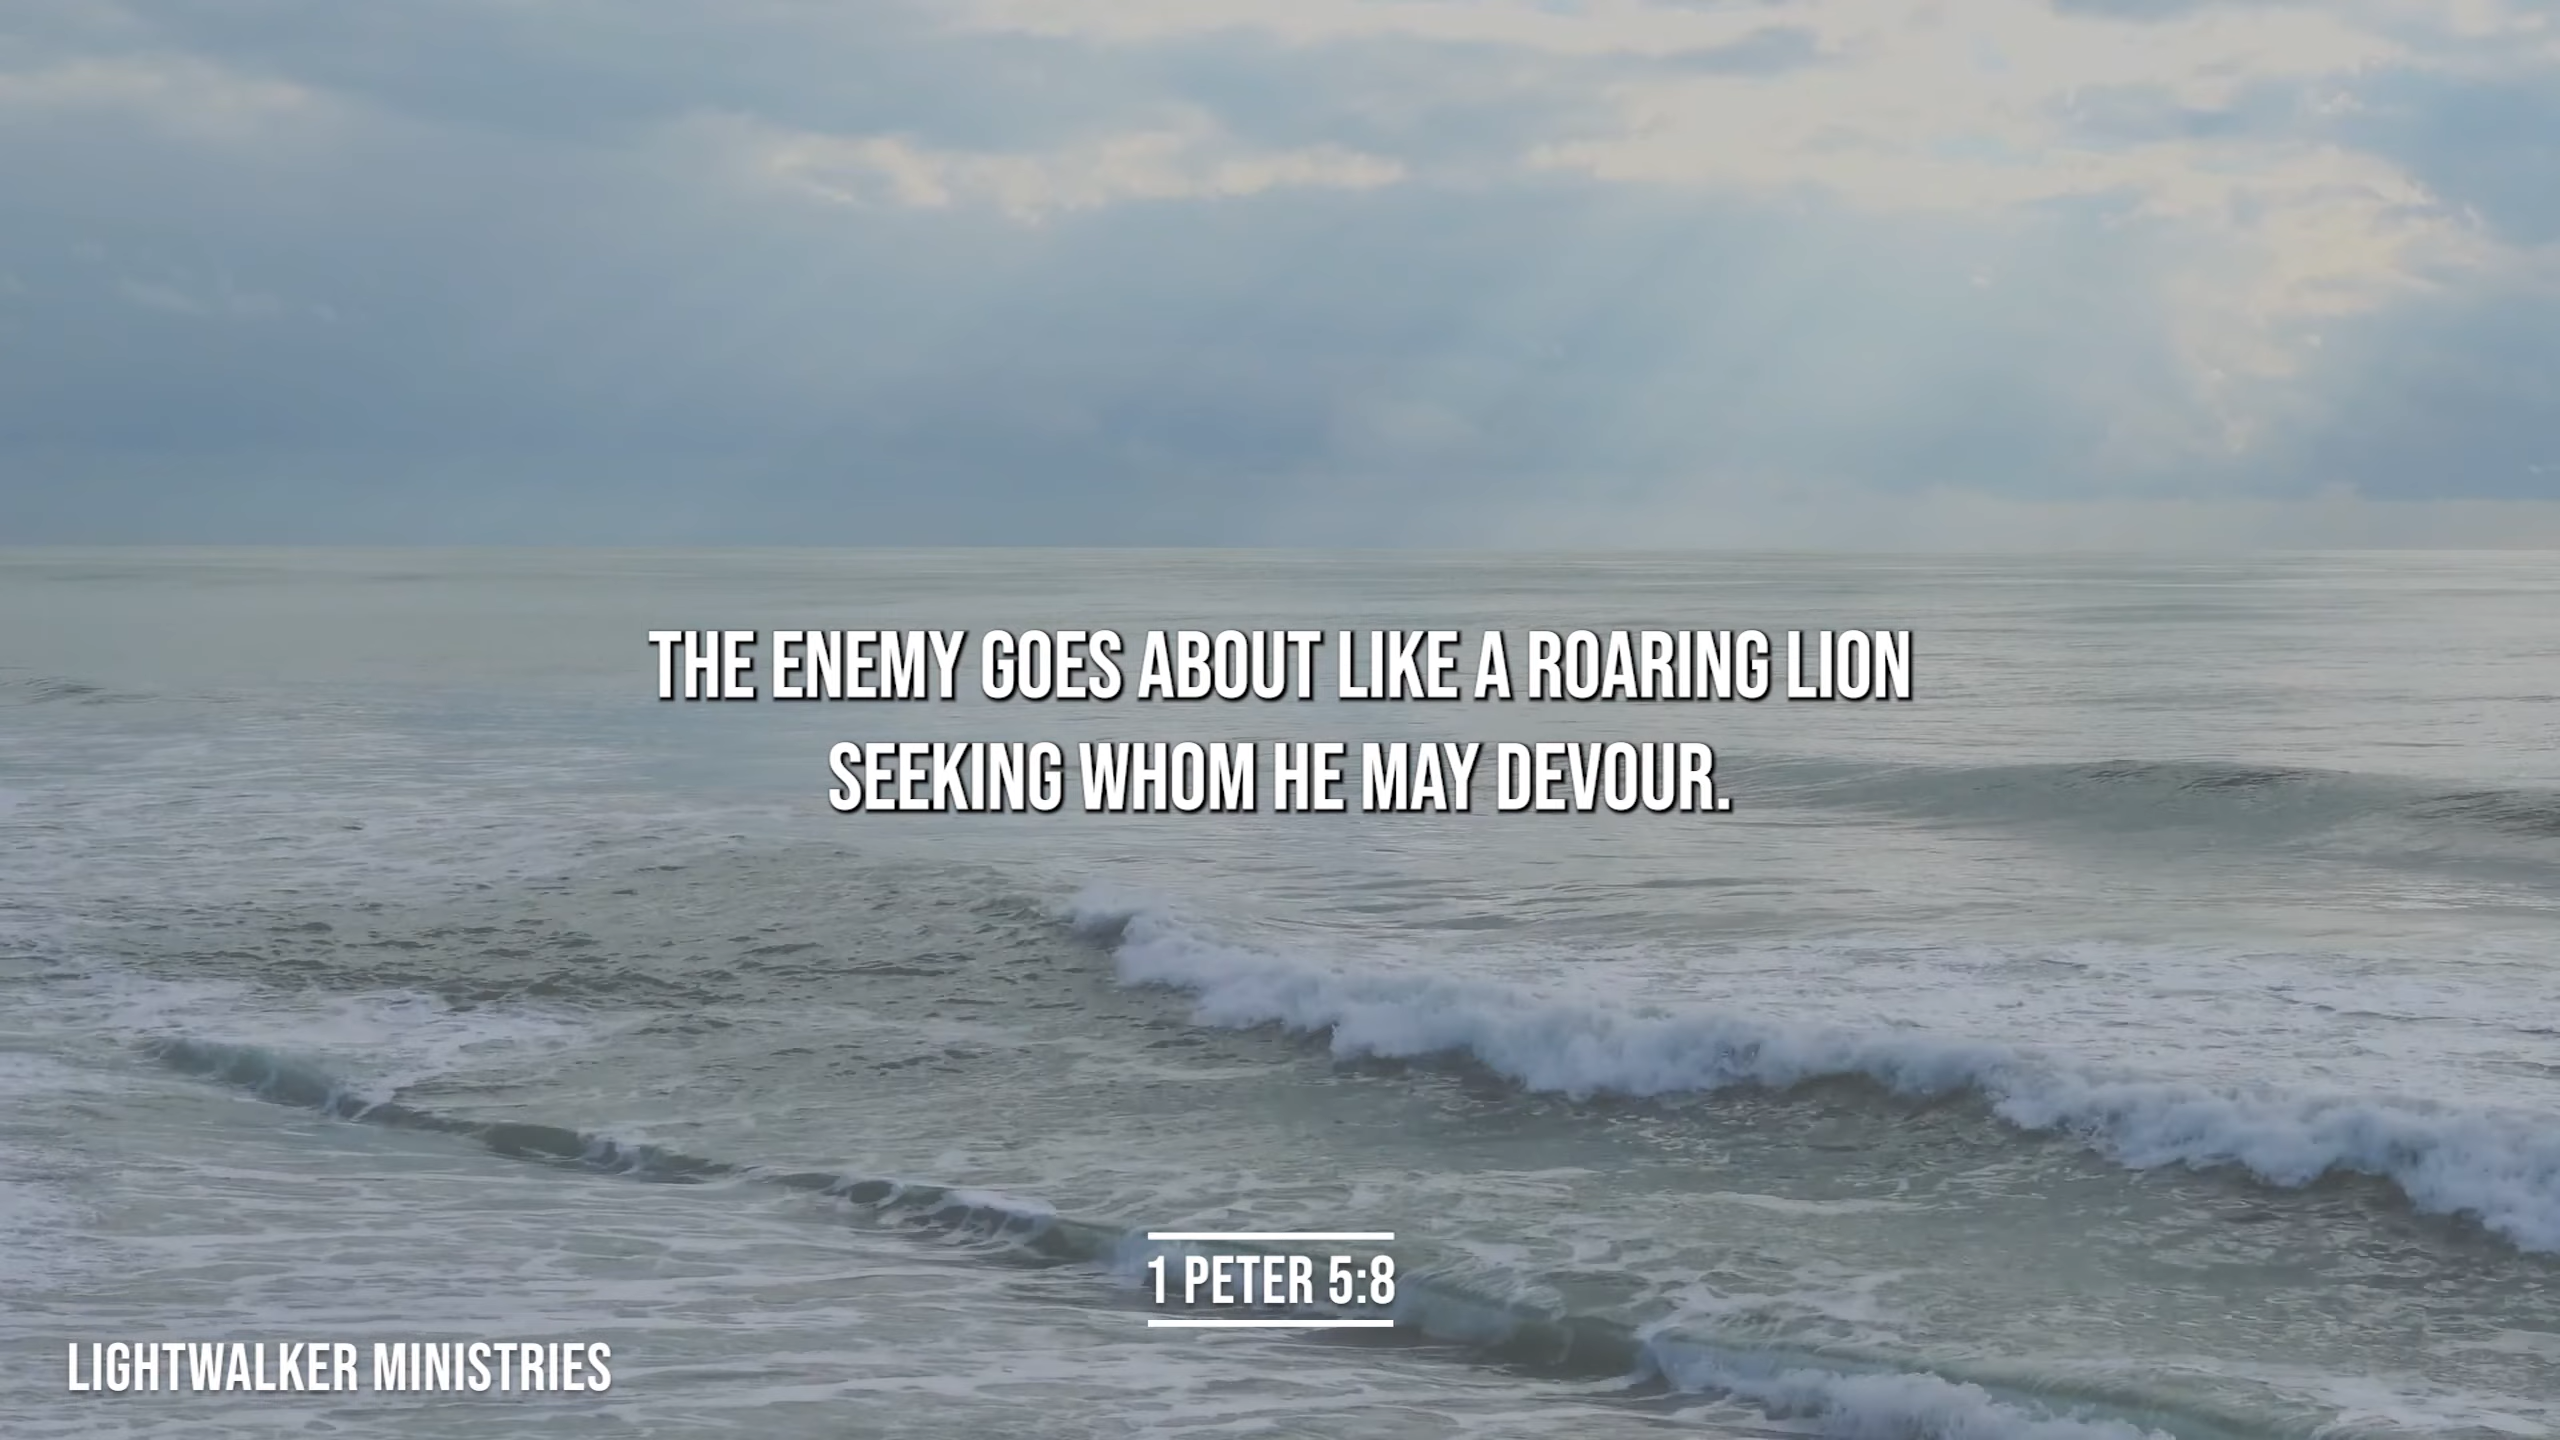 THE ENEMY GOES ABOUT LIKE A ROARING LION
SEEKING WHOM HE MAY DEVOUR.
1 PETER 5:8
LIGHTWALKER MINISTRIES